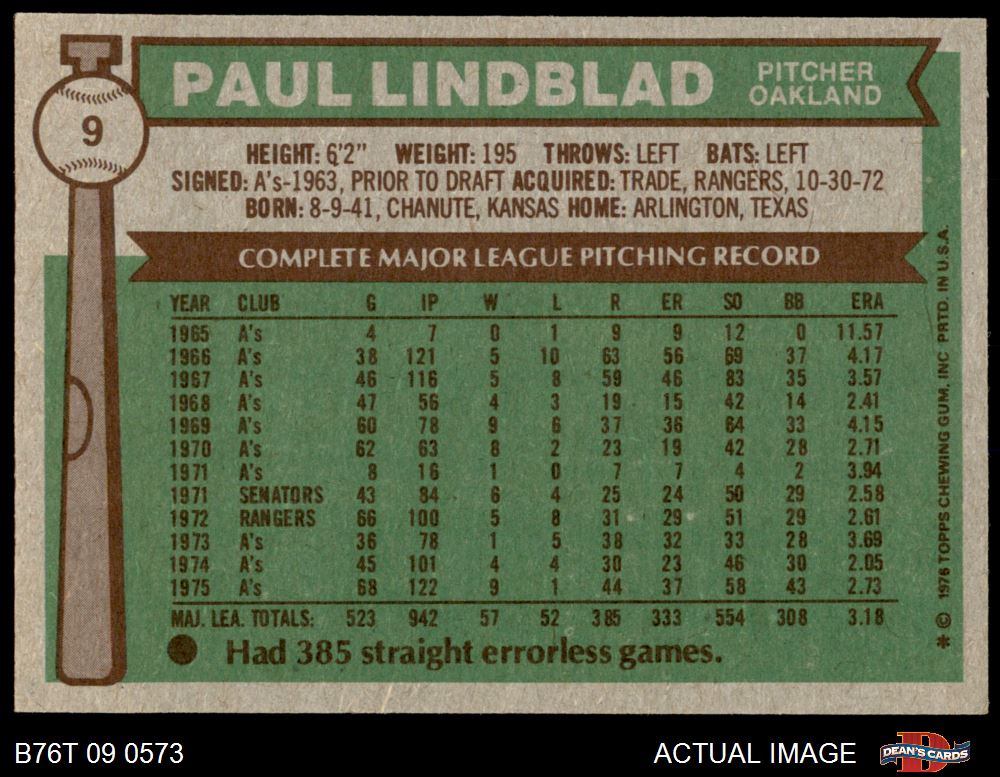 PAUL LINDBLAD
PITCHER
OAKLAND
9
HEIGHT: 6'2" WEIGHT: 195 THROWS: LEFT BATS: LEFT
SIGNED: A's-1963, PRIOR TO DRAFT ACQUIRED: TRADE, RANGERS, 10-30-72
BORN: 8-9-41, CHANUTE, KANSAS HOME: ARLINGTON, TEXAS
COMPLETE MAJOR LEAGUE PITCHING RECORD
YEAR CLUB G IP W L R ER SO BB ERA
1965 A's 4 7 0 1 9 9 12 0 11.57
1966 A's 38 121 5 10 63 56 69 37 4.17
1967 A's 46 116 5 8 59 46 83 35 3.57
1968 A's 47 56 4 3 19 15 42 14 2.41
1969 A's 60 78 9 6 37 36 64 33 4.15
1970 A's 62 63 8 2 23 19 42 28 2.71
1971 A's 8 16 1 0 7 7 4 2 3.94
1971 SENATORS 43 84 6 4 25 24 50 29 2.58
1972 RANGERS 66 100 5 8 31 29 51 29 2.61
1973 A's 36 78 1 5 38 32 33 28 3.69
1974 A's 45 101 4 4 30 23 46 30 2.05
1975 A's 68 122 9 1 44 37 58 43 2.73
MAJ. LEA. TOTALS: 523 942 57 52 385 333 554 308 3.18
● Had 385 straight errorless games.
* © 1976 TOPPS CHEWING GUM, INC PRTD. IN U.S.A.
B76T 09 0573
ACTUAL IMAGE
DEAN'S CARDS